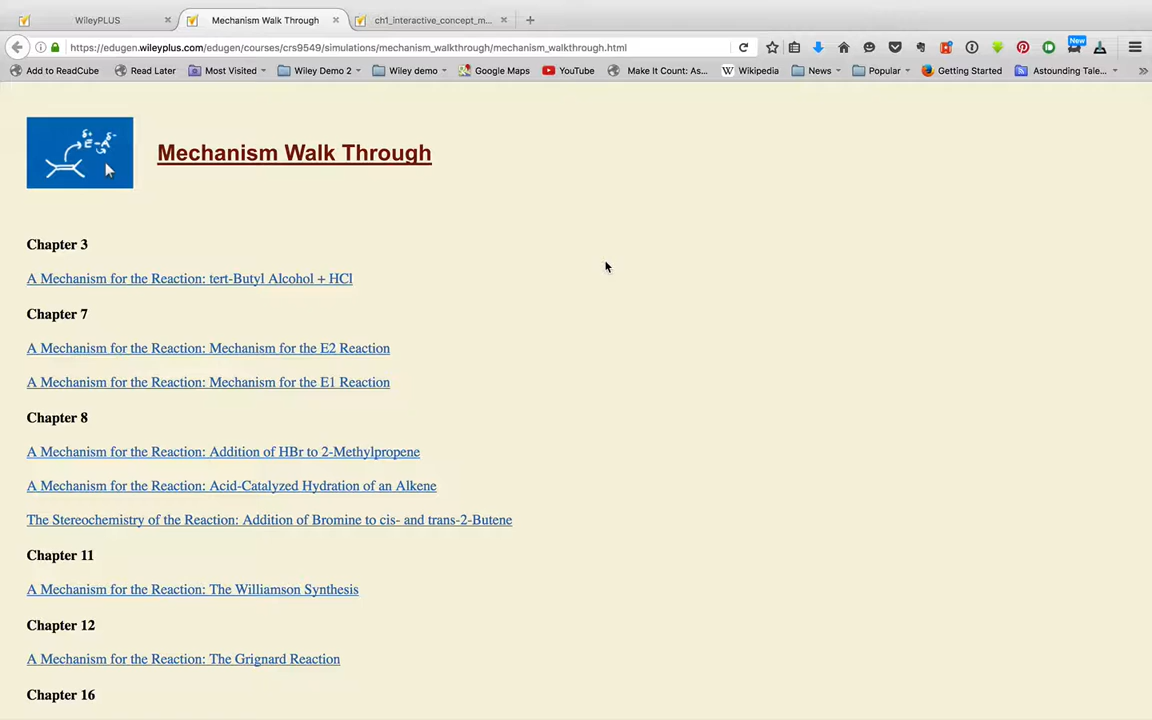 WileyPLUS
Mechanism Walk Through
ch1_interactive_concept_m...
https://edugen.wileyplus.com/edugen/courses/crs9549/simulations/mechanism_walkthrough/mechanism_walkthrough.html
New
Add to ReadCube
Read Later
Most Visited
Wiley Demo 2
Wiley demo
Google Maps
YouTube
Make It Count: As...
W Wikipedia
News
Popular
Getting Started
Astounding Tale...
Mechanism Walk Through
Chapter 3
A Mechanism for the Reaction: tert-Butyl Alcohol + HCl
Chapter 7
A Mechanism for the Reaction: Mechanism for the E2 Reaction
A Mechanism for the Reaction: Mechanism for the E1 Reaction
Chapter 8
A Mechanism for the Reaction: Addition of HBr to 2-Methylpropene
A Mechanism for the Reaction: Acid-Catalyzed Hydration of an Alkene
The Stereochemistry of the Reaction: Addition of Bromine to cis- and trans-2-Butene
Chapter 11
A Mechanism for the Reaction: The Williamson Synthesis
Chapter 12
A Mechanism for the Reaction: The Grignard Reaction
Chapter 16